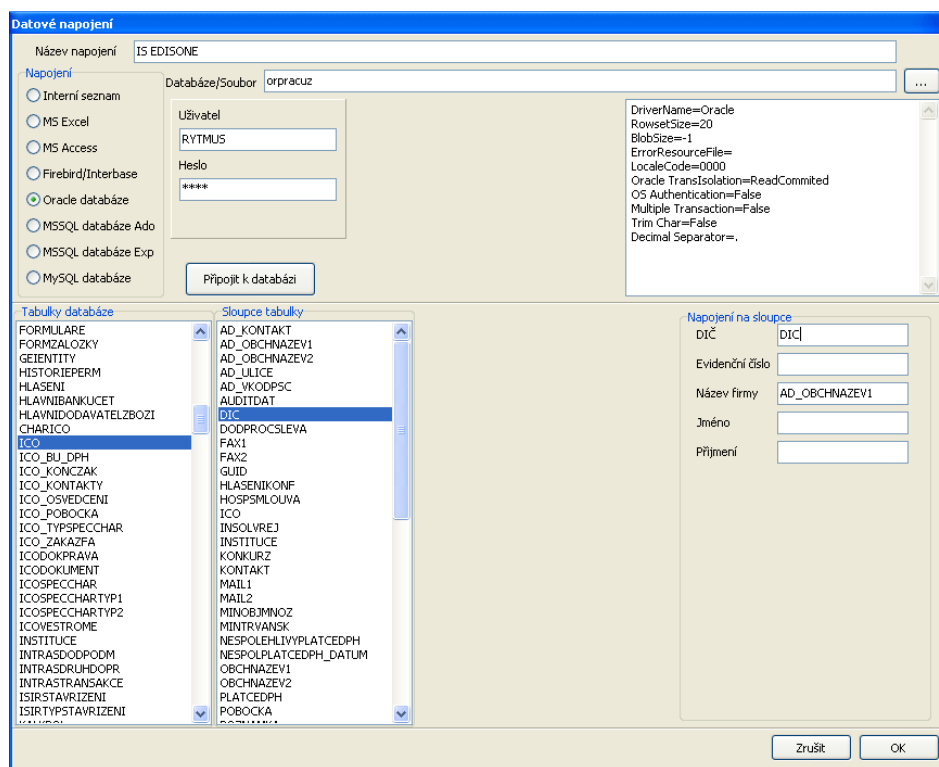 Datové napojení
Název napojení IS EDISONE
Napojení
Databáze/Soubor orpracuz ...
Interní seznam
MS Excel
MS Access
Firebird/Interbase
Oracle databáze
MSSQL databáze Ado
MSSQL databáze Exp
MySQL databáze
Uživatel
RYTMUS
Heslo
****
Připojit k databázi
DriverName=Oracle
RowsetSize=20
BlobSize=-1
ErrorResourceFile=
LocaleCode=0000
Oracle TransIsolation=ReadCommited
OS Authentication=False
Multiple Transaction=False
Trim Char=False
Decimal Separator=.
Tabulky databáze
FORMULARE
FORMZALOZKY
GEIENTITY
HISTORIEPERM
HLASENI
HLAVNIBANKUCET
HLAVNIDODAVATELZBOZI
CHARICO
ICO
ICO_BU_DPH
ICO_KONCZAK
ICO_KONTAKTY
ICO_OSVEDCENI
ICO_POBOCKA
ICO_TYPSPECCHAR
ICO_ZAKAZFA
ICODOKPRAVA
ICODOKUMENT
ICOSPECCHAR
ICOSPECCHARTYP1
ICOSPECCHARTYP2
ICOVESTROME
INSTITUCE
INTRASDODPODM
INTRASDRUHDOPR
INTRASTRANSAKCE
ISIRSTAVRIZENI
ISIRTYPSTAVRIZENI
Sloupce tabulky
AD_KONTAKT
AD_OBCHNAZEV1
AD_OBCHNAZEV2
AD_ULICE
AD_VKODPSC
AUDITDAT
DIC
DODPROCSLEVA
FAX1
FAX2
GUID
HLASENIKONF
HOSPSMLOUVA
ICO
INSOLVREJ
INSTITUCE
KONKURZ
KONTAKT
MAIL1
MAIL2
MINOBJMNOZ
MINTRVANSK
NESPOLEHLIVYPLATCEDPH
NESPOLPLATCEDPH_DATUM
OBCHNAZEV1
OBCHNAZEV2
PLATCEDPH
POBOCKA
Napojení na sloupce
DIČ DIC
Evidenční číslo
Název firmy AD_OBCHNAZEV1
Jméno
Přijmení
Zrušit OK